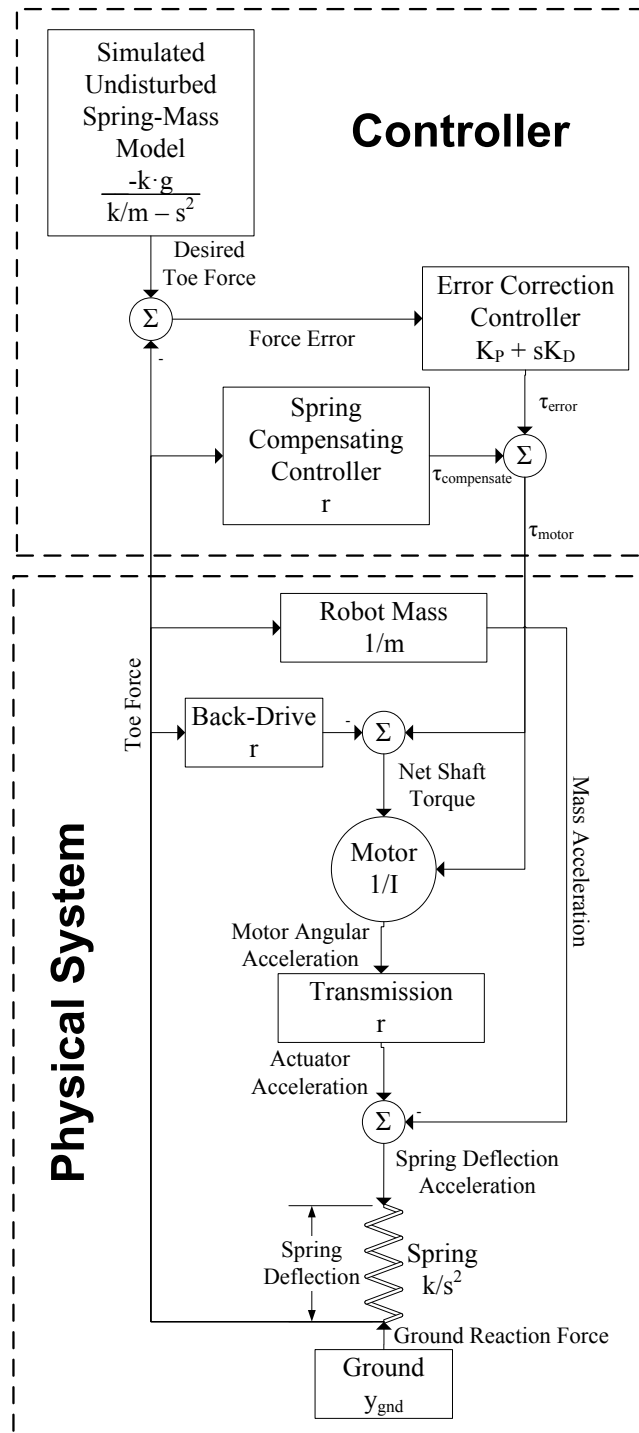 Simulated
Undisturbed
Spring-Mass
Model
-k·g
k/m – s²
Controller
Desired
Toe Force
Σ
-
Force Error
Error Correction
Controller
K_P + sK_D
τ_error
Spring
Compensating
Controller
r
τ_compensate
Σ
τ_motor
Physical System
Toe Force
Robot Mass
1/m
Back-Drive
r
-
Σ
Net Shaft
Torque
Mass Acceleration
Motor
1/I
Motor Angular
Acceleration
Transmission
r
Actuator
Acceleration
Σ
-
Spring Deflection
Acceleration
Spring
Deflection
Spring
k/s²
Ground Reaction Force
Ground
y_gnd